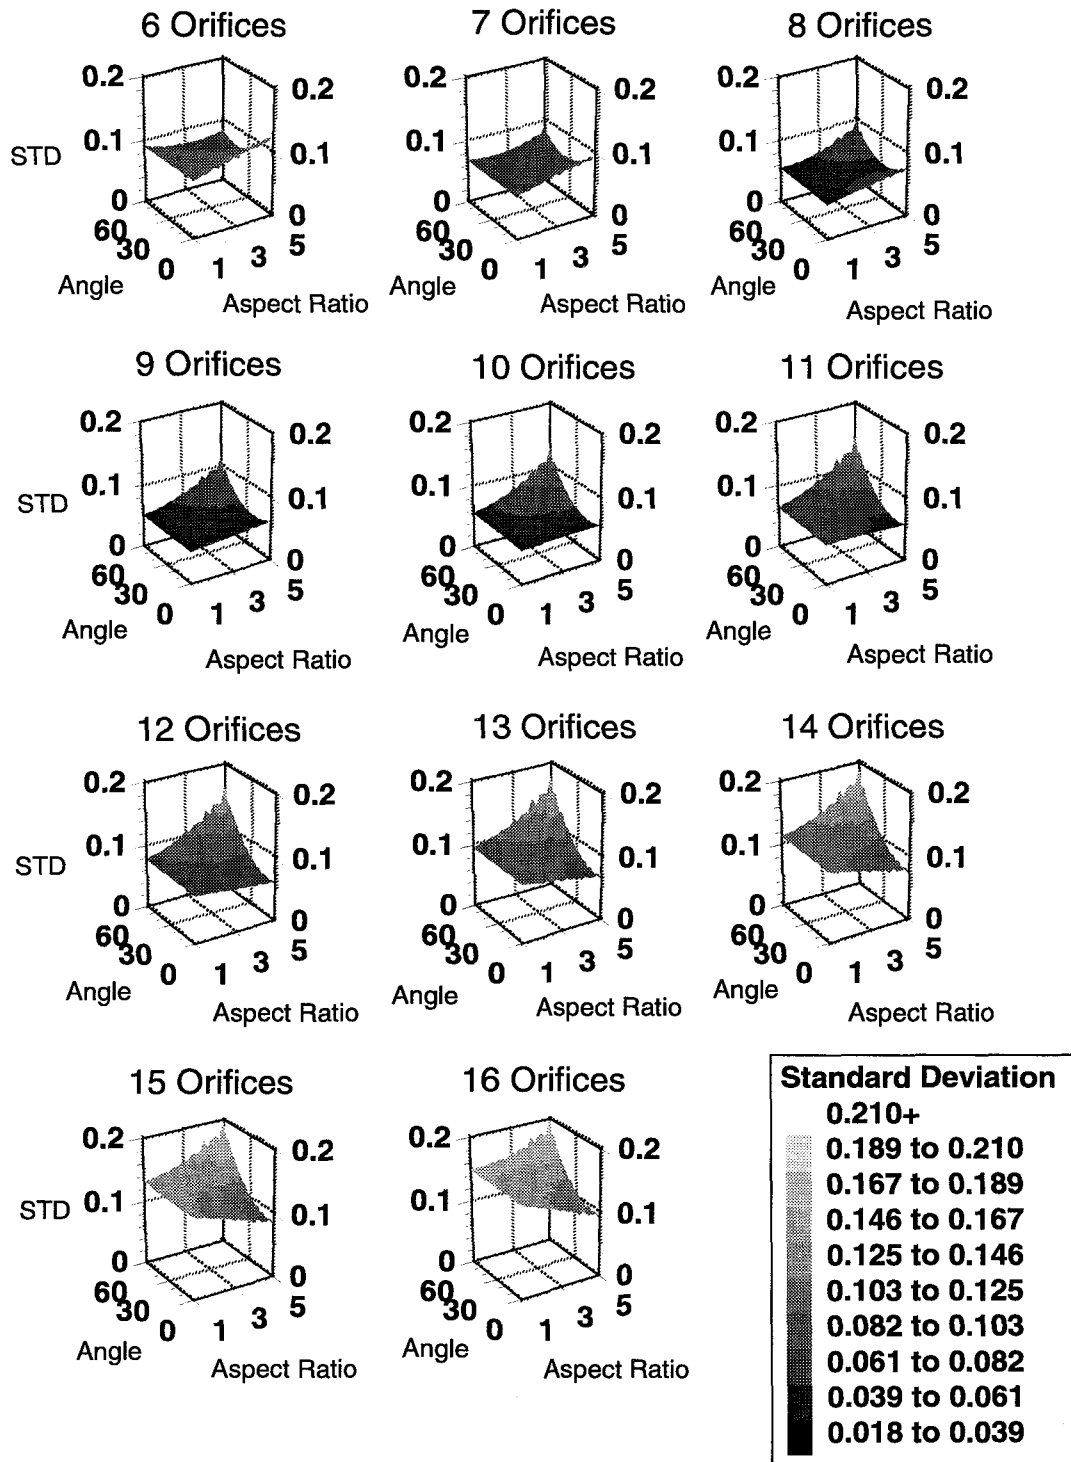 6 Orifices
0.2
0.1
0
STD
0.2
0.1
0
60
30
0
Angle
1
3
5
Aspect Ratio
7 Orifices
0.2
0.1
0
0.2
0.1
0
60
30
0
Angle
1
3
5
Aspect Ratio
8 Orifices
0.2
0.1
0
0.2
0.1
0
60
30
0
Angle
1
3
5
Aspect Ratio
9 Orifices
0.2
0.1
0
STD
0.2
0.1
0
60
30
0
Angle
1
3
5
Aspect Ratio
10 Orifices
0.2
0.1
0
0.2
0.1
0
60
30
0
Angle
1
3
5
Aspect Ratio
11 Orifices
0.2
0.1
0
0.2
0.1
0
60
30
0
Angle
1
3
5
Aspect Ratio
12 Orifices
0.2
0.1
0
STD
0.2
0.1
0
60
30
0
Angle
1
3
5
Aspect Ratio
13 Orifices
0.2
0.1
0
0.2
0.1
0
60
30
0
Angle
1
3
5
Aspect Ratio
14 Orifices
0.2
0.1
0
0.2
0.1
0
60
30
0
Angle
1
3
5
Aspect Ratio
15 Orifices
0.2
0.1
0
STD
0.2
0.1
0
60
30
0
Angle
1
3
5
Aspect Ratio
16 Orifices
0.2
0.1
0
0.2
0.1
0
60
30
0
Angle
1
3
5
Aspect Ratio
Standard Deviation
0.210+
0.189 to 0.210
0.167 to 0.189
0.146 to 0.167
0.125 to 0.146
0.103 to 0.125
0.082 to 0.103
0.061 to 0.082
0.039 to 0.061
0.018 to 0.039